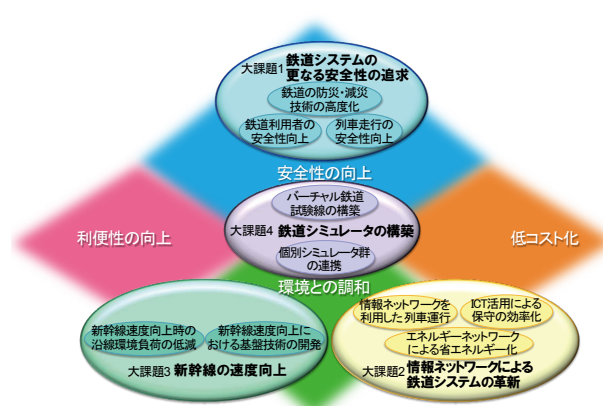 大課題1 鉄道システムの
更なる安全性の追求
鉄道の防災・減災
技術の高度化
鉄道利用者の
安全性向上
列車走行の
安全性向上
安全性の向上
バーチャル鉄道
試験線の構築
大課題4 鉄道シミュレータの構築
個別シミュレータ群
の連携
利便性の向上
低コスト化
環境との調和
新幹線速度向上時の
沿線環境負荷の低減
新幹線速度向上に
おける基盤技術の開発
大課題3 新幹線の速度向上
情報ネットワークを
利用した列車運行
ICT活用による
保守の効率化
エネルギーネットワーク
による省エネルギー化
大課題2 情報ネットワークによる
鉄道システムの革新